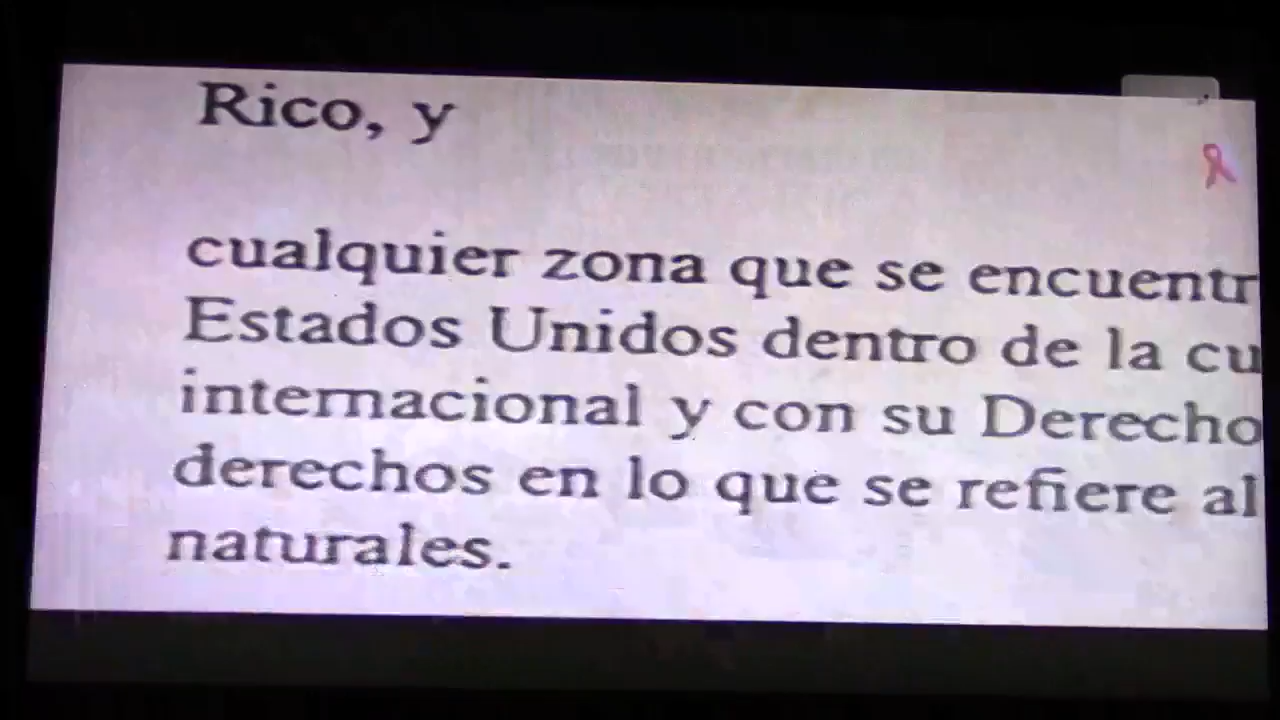 Rico, y
cualquier zona que se encuentr
Estados Unidos dentro de la cu
internacional y con su Derecho
derechos en lo que se refiere al
naturales.